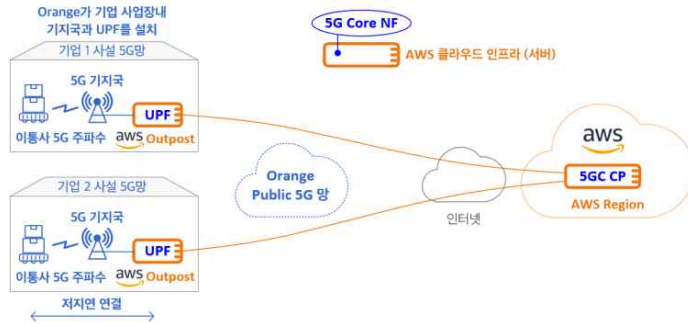 Orange가 기업 사업장내
기지국과 UPF를 설치
기업 1 사설 5G망
5G 기지국
UPF
이통사 5G 주파수
aws Outpost
5G Core NF
AWS 클라우드 인프라 (서버)
Orange
Public 5G 망
인터넷
aws
5GC CP
AWS Region
기업 2 사설 5G망
5G 기지국
UPF
이통사 5G 주파수
aws Outpost
저지연 연결